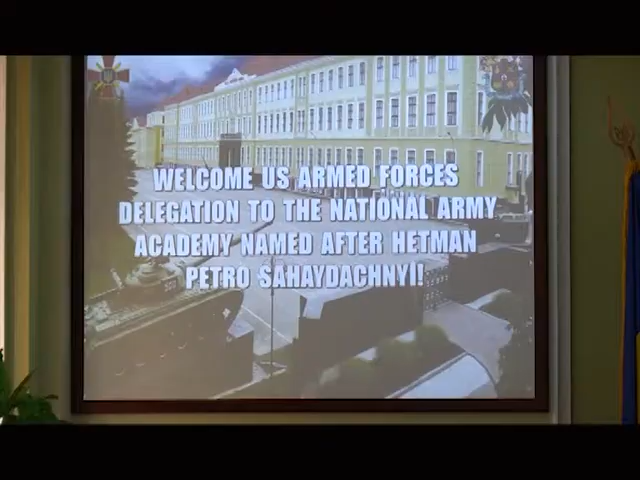 WELCOME US ARMED FORCES
DELEGATION TO THE NATIONAL ARMY
ACADEMY NAMED AFTER HETMAN
PETRO SAHAYDACHNYI!